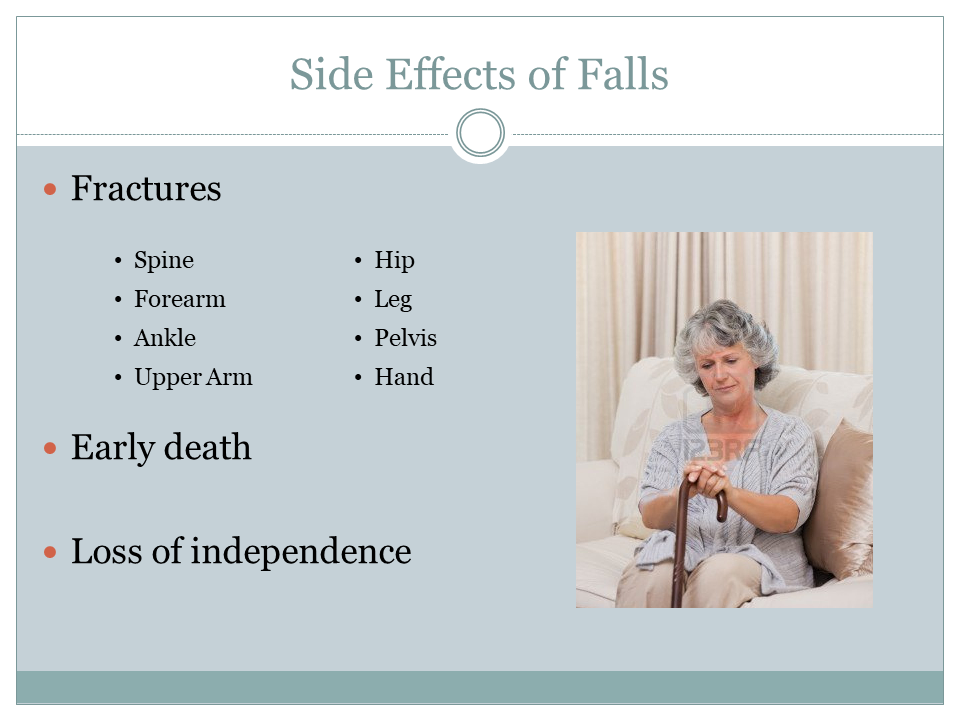 Side Effects of Falls
• Fractures
• Spine
• Forearm
• Ankle
• Upper Arm
• Hip
• Leg
• Pelvis
• Hand
• Early death
• Loss of independence
123RF